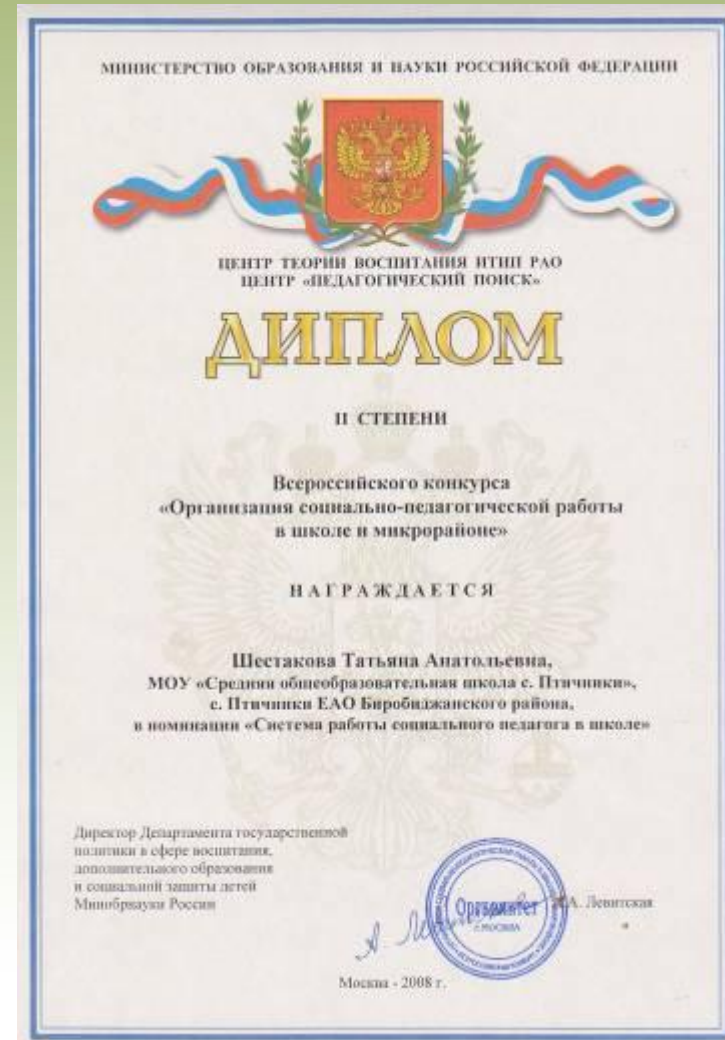 МИНИСТЕРСТВО ОБРАЗОВАНИЯ И НАУКИ РОССИЙСКОЙ ФЕДЕРАЦИИ
ЦЕНТР ТЕОРИИ ВОСПИТАНИЯ ИТИП РАО
ЦЕНТР «ПЕДАГОГИЧЕСКИЙ ПОИСК»
ДИПЛОМ
II СТЕПЕНИ
Всероссийского конкурса
«Организация социально-педагогической работы
в школе и микрорайоне»
НАГРАЖДАЕТСЯ
Шестакова Татьяна Анатольевна,
МОУ «Средняя общеобразовательная школа с. Птичники»,
с. Птичники ЕАО Биробиджанского района,
в номинации «Система работы социального педагога в школе»
Директор Департамента государственной
политики в сфере воспитания,
дополнительного образования
и социальной защиты детей
Минобрнауки России
А. Левитская
Оргкомитет
г. МОСКВА
Москва - 2008 г.